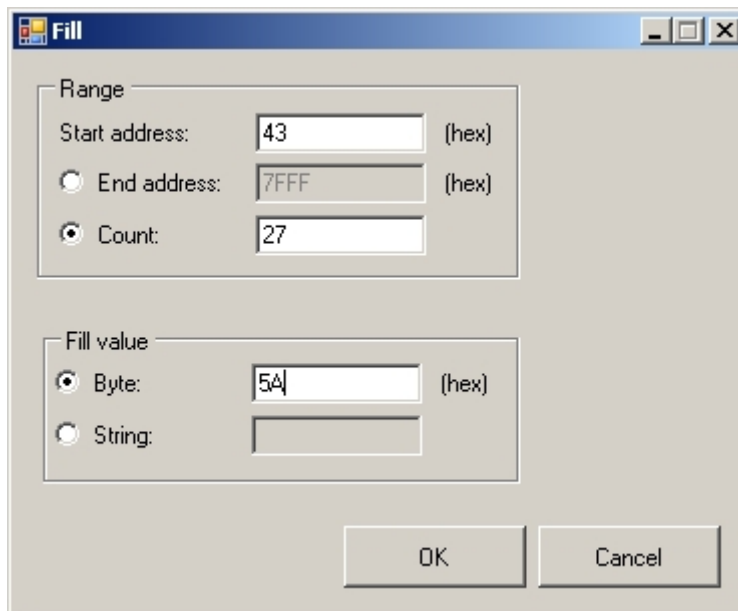 Fill
Range
Start address: 43 (hex)
End address: 7FFF (hex)
Count: 27
Fill value
Byte: 5A (hex)
String:
OK Cancel